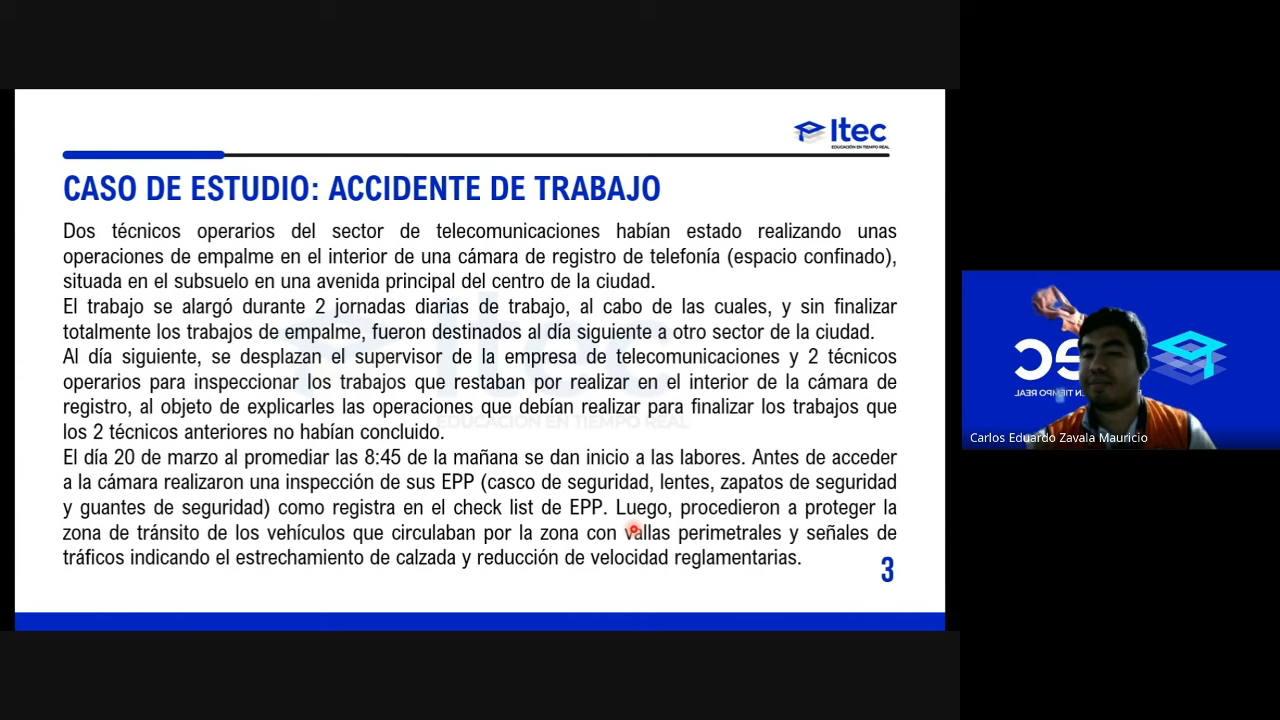 Itec
EDUCACIÓN EN TIEMPO REAL
CASO DE ESTUDIO: ACCIDENTE DE TRABAJO
Dos técnicos operarios del sector de telecomunicaciones habían estado realizando unas
operaciones de empalme en el interior de una cámara de registro de telefonía (espacio confinado),
situada en el subsuelo en una avenida principal del centro de la ciudad.
El trabajo se alargó durante 2 jornadas diarias de trabajo, al cabo de las cuales, y sin finalizar
totalmente los trabajos de empalme, fueron destinados al día siguiente a otro sector de la ciudad.
Al día siguiente, se desplazan el supervisor de la empresa de telecomunicaciones y 2 técnicos
operarios para inspeccionar los trabajos que restaban por realizar en el interior de la cámara de
registro, al objeto de explicarles las operaciones que debían realizar para finalizar los trabajos que
los 2 técnicos anteriores no habían concluido.
El día 20 de marzo al promediar las 8:45 de la mañana se dan inicio a las labores. Antes de acceder
a la cámara realizaron una inspección de sus EPP (casco de seguridad, lentes, zapatos de seguridad
y guantes de seguridad) como registra en el check list de EPP. Luego, procedieron a proteger la
zona de tránsito de los vehículos que circulaban por la zona con vallas perimetrales y señales de
tráficos indicando el estrechamiento de calzada y reducción de velocidad reglamentarias.
3
Itec
EDUCACIÓN EN TIEMPO REAL
ec
N TIEMPO REAL
Carlos Eduardo Zavala Mauricio